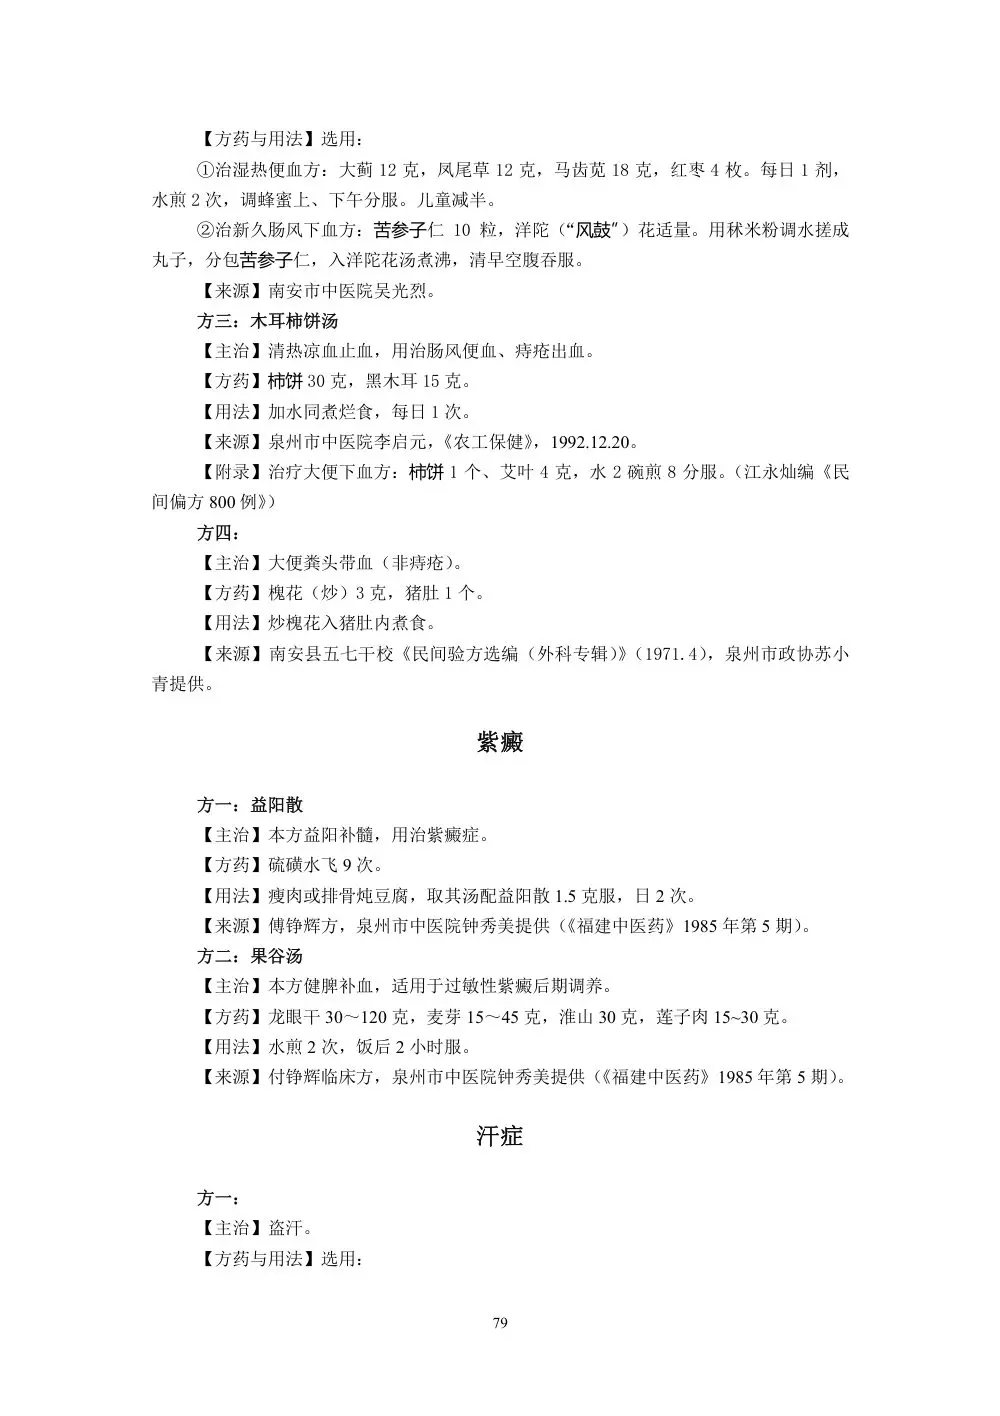 【方药与用法】选用：
①治湿热便血方：大蓟 12 克，凤尾草 12 克，马齿苋 18 克，红枣 4 枚。每日 1 剂，
水煎 2 次，调蜂蜜上、下午分服。儿童减半。
②治新久肠风下血方：苦参子仁 10 粒，洋陀（“风鼓”）花适量。用秫米粉调水搓成
丸子，分包苦参子仁，入洋陀花汤煮沸，清早空腹吞服。
【来源】南安市中医院吴光烈。
方三：木耳柿饼汤
【主治】清热凉血止血，用治肠风便血、痔疮出血。
【方药】柿饼 30 克，黑木耳 15 克。
【用法】加水同煮烂食，每日 1 次。
【来源】泉州市中医院李启元，《农工保健》，1992.12.20。
【附录】治疗大便下血方：柿饼 1 个、艾叶 4 克，水 2 碗煎 8 分服。（江永灿编《民
间偏方 800 例》）
方四：
【主治】大便粪头带血（非痔疮）。
【方药】槐花（炒）3 克，猪肚 1 个。
【用法】炒槐花入猪肚内煮食。
【来源】南安县五七干校《民间验方选编（外科专辑）》（1971.4），泉州市政协苏小
青提供。
紫癜
方一：益阳散
【主治】本方益阳补髓，用治紫癜症。
【方药】硫磺水飞 9 次。
【用法】瘦肉或排骨炖豆腐，取其汤配益阳散 1.5 克服，日 2 次。
【来源】傅铮辉方，泉州市中医院钟秀美提供（《福建中医药》1985 年第 5 期）。
方二：果谷汤
【主治】本方健脾补血，适用于过敏性紫癜后期调养。
【方药】龙眼干 30～120 克，麦芽 15～45 克，淮山 30 克，莲子肉 15~30 克。
【用法】水煎 2 次，饭后 2 小时服。
【来源】付铮辉临床方，泉州市中医院钟秀美提供（《福建中医药》1985 年第 5 期）。
汗症
方一：
【主治】盗汗。
【方药与用法】选用：
79